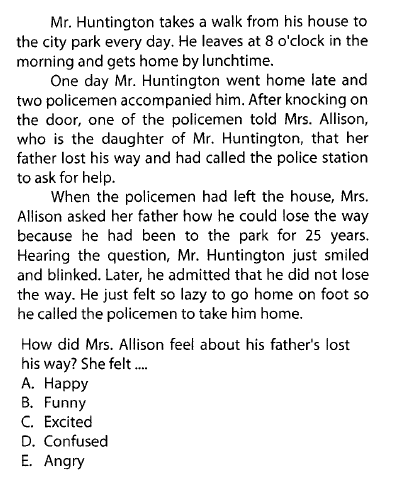 Mr. Huntington takes a walk from his house to
the city park every day. He leaves at 8 o'clock in the
morning and gets home by lunchtime.
One day Mr. Huntington went home late and
two policemen accompanied him. After knocking on
the door, one of the policemen told Mrs. Allison,
who is the daughter of Mr. Huntington, that her
father lost his way and had called the police station
to ask for help.
When the policemen had left the house, Mrs.
Allison asked her father how he could lose the way
because he had been to the park for 25 years.
Hearing the question, Mr. Huntington just smiled
and blinked. Later, he admitted that he did not lose
the way. He just felt so lazy to go home on foot so
he called the policemen to take him home.
How did Mrs. Allison feel about his father's lost
his way? She felt ....
A. Happy
B. Funny
C. Excited
D. Confused
E. Angry